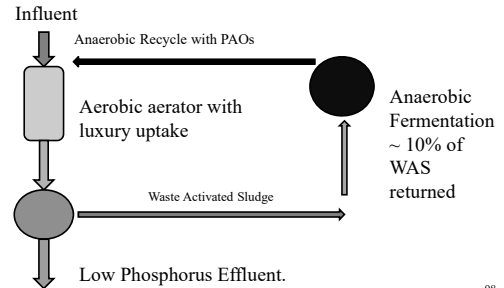 Influent
Anaerobic Recycle with PAOs
Aerobic aerator with
luxury uptake
Anaerobic
Fermentation
~ 10% of
WAS
returned
Waste Activated Sludge
Low Phosphorus Effluent.